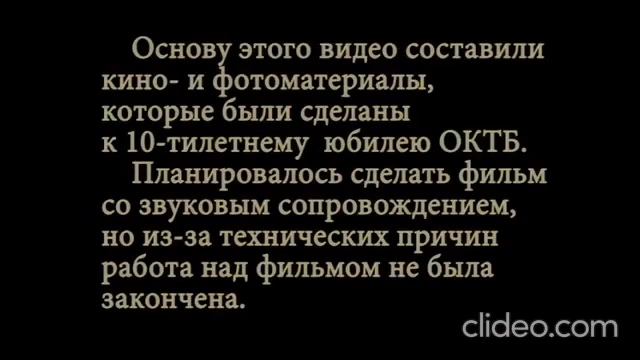 Основу этого видео составили
кино- и фотоматериалы,
которые были сделаны
к 10-тилетнему юбилею ОКТБ.
Планировалось сделать фильм
со звуковым сопровождением,
но из-за технических причин
работа над фильмом не была
закончена.
clideo.com